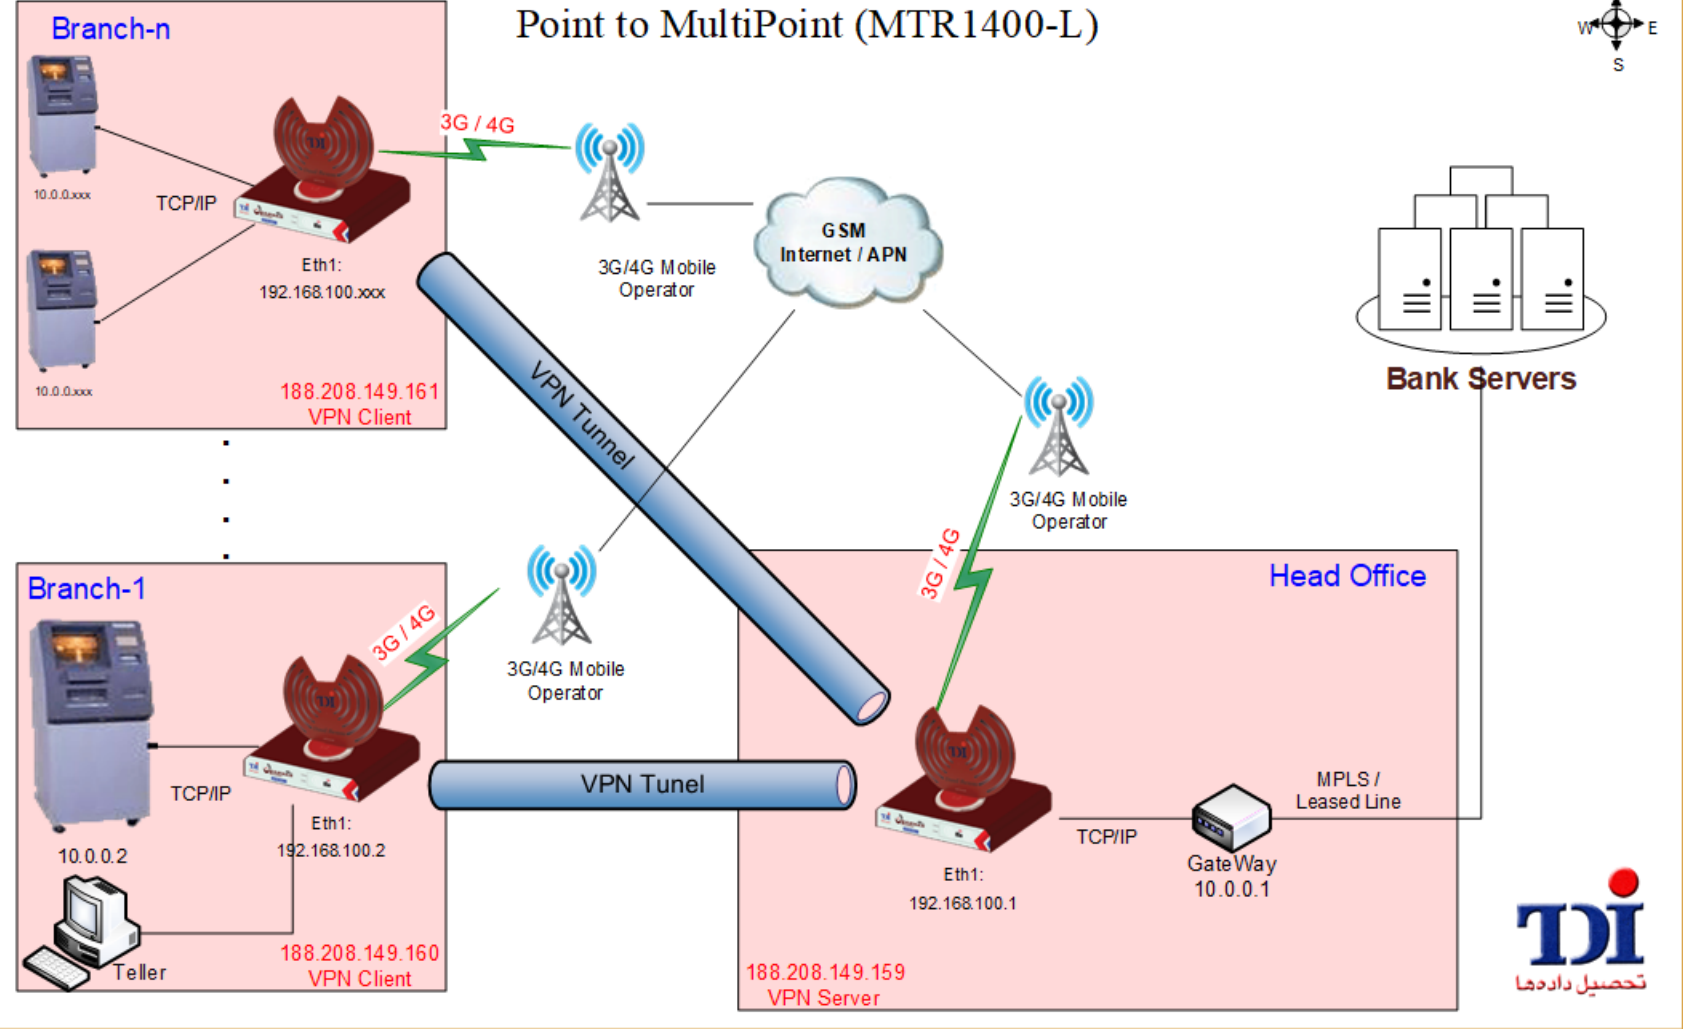 Point to MultiPoint (MTR1400-L)
W
E
S
Branch-n
10.0.0.xxx
TCP/IP
10.0.0.xxx
Eth1:
192.168.100.xxx
188.208.149.161
VPN Client
3G / 4G
3G/4G Mobile
Operator
GSM
Internet / APN
Bank Servers
VPN Tunnel
3G/4G Mobile
Operator
3G / 4G
Branch-1
3G / 4G
10.0.0.2
TCP/IP
Eth1:
192.168.100.2
Teller
188.208.149.160
VPN Client
3G/4G Mobile
Operator
VPN Tunel
Head Office
Eth1:
192.168.100.1
TCP/IP
GateWay
10.0.0.1
MPLS /
Leased Line
188.208.149.159
VPN Server
TDI
تحصیل داده‌ها